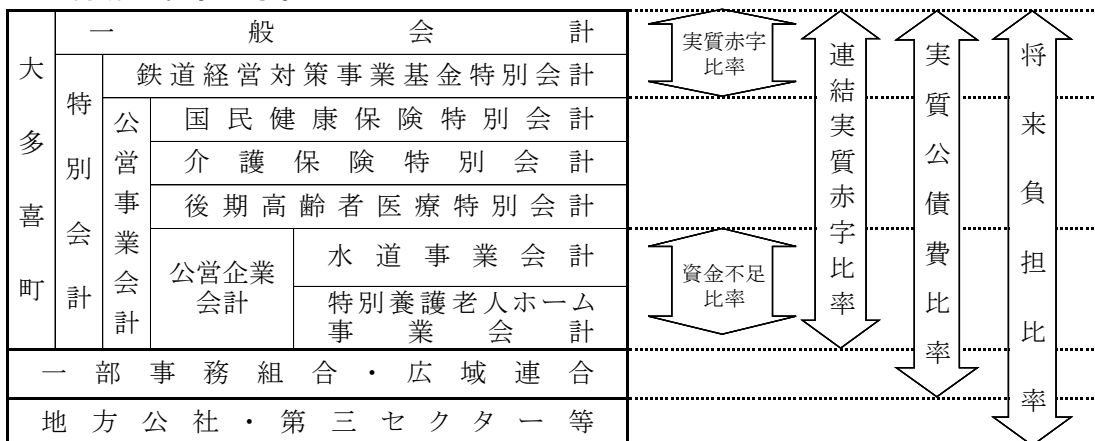 大多喜町
一般会計
特別会計
鉄道経営対策事業基金特別会計
公営事業会計
国民健康保険特別会計
介護保険特別会計
後期高齢者医療特別会計
公営企業
会計
水道事業会計
特別養護老人ホーム
事業会計
一部事務組合・広域連合
地方公社・第三セクター等
実質赤字
比率
資金不足
比率
連結実質赤字比率
実質公債費比率
将来負担比率